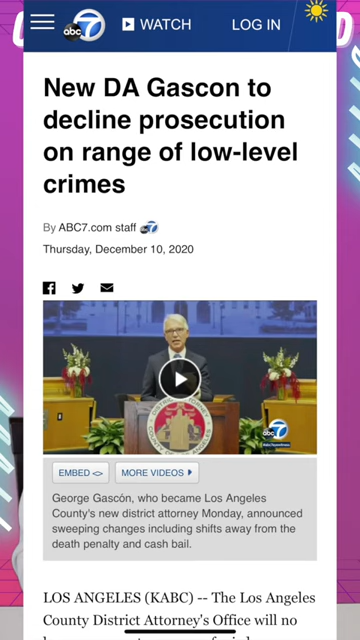 abc 7 WATCH LOG IN
New DA Gascon to
decline prosecution
on range of low-level
crimes
By ABC7.com staff
Thursday, December 10, 2020
EMBED <> MORE VIDEOS
George Gascón, who became Los Angeles
County's new district attorney Monday, announced
sweeping changes including shifts away from the
death penalty and cash bail.
LOS ANGELES (KABC) -- The Los Angeles
County District Attorney's Office will no